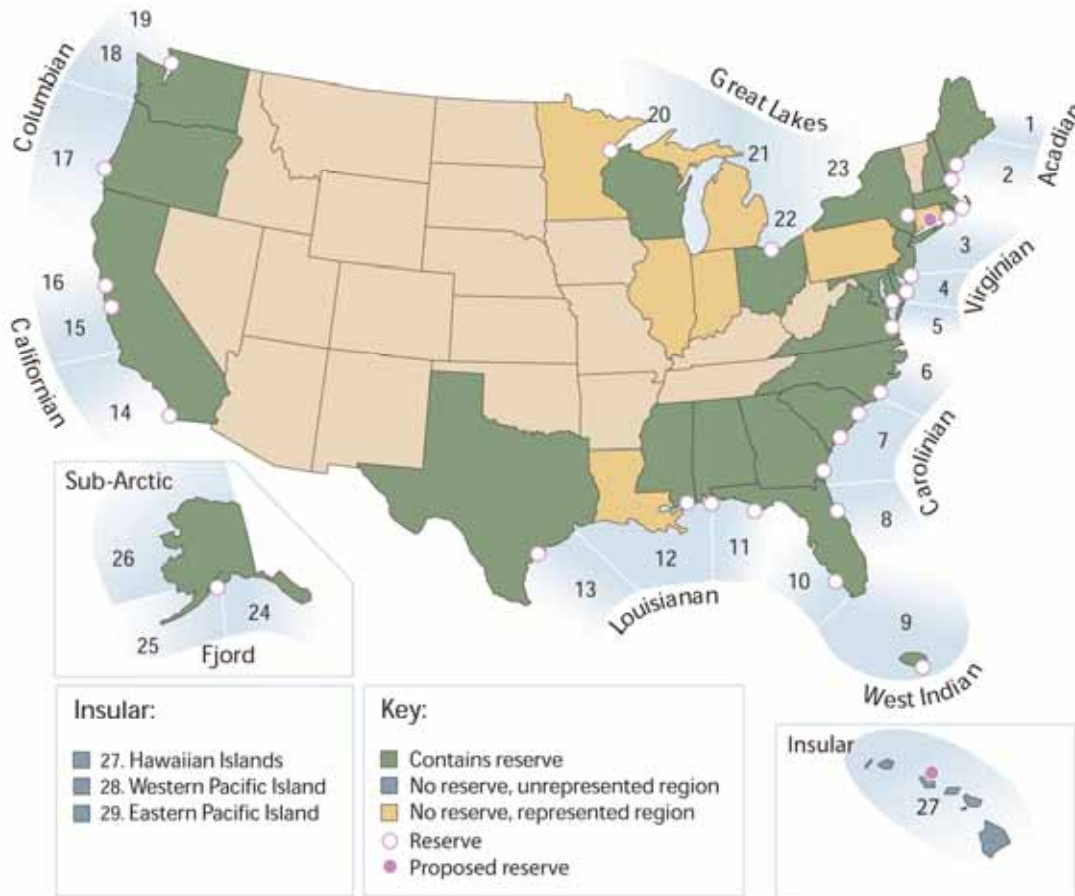 19
18
Columbian
17
16
15
Californian
14
Great Lakes
20
21
22
23
1
Acadian
2
3
Virginian
4
5
6
Carolinian
7
8
Louisianan
13
12
11
10
9
West Indian
Sub-Arctic
26
25
24
Fjord
Insular:
27. Hawaiian Islands
28. Western Pacific Island
29. Eastern Pacific Island
Key:
Contains reserve
No reserve, unrepresented region
No reserve, represented region
Reserve
Proposed reserve
Insular
27